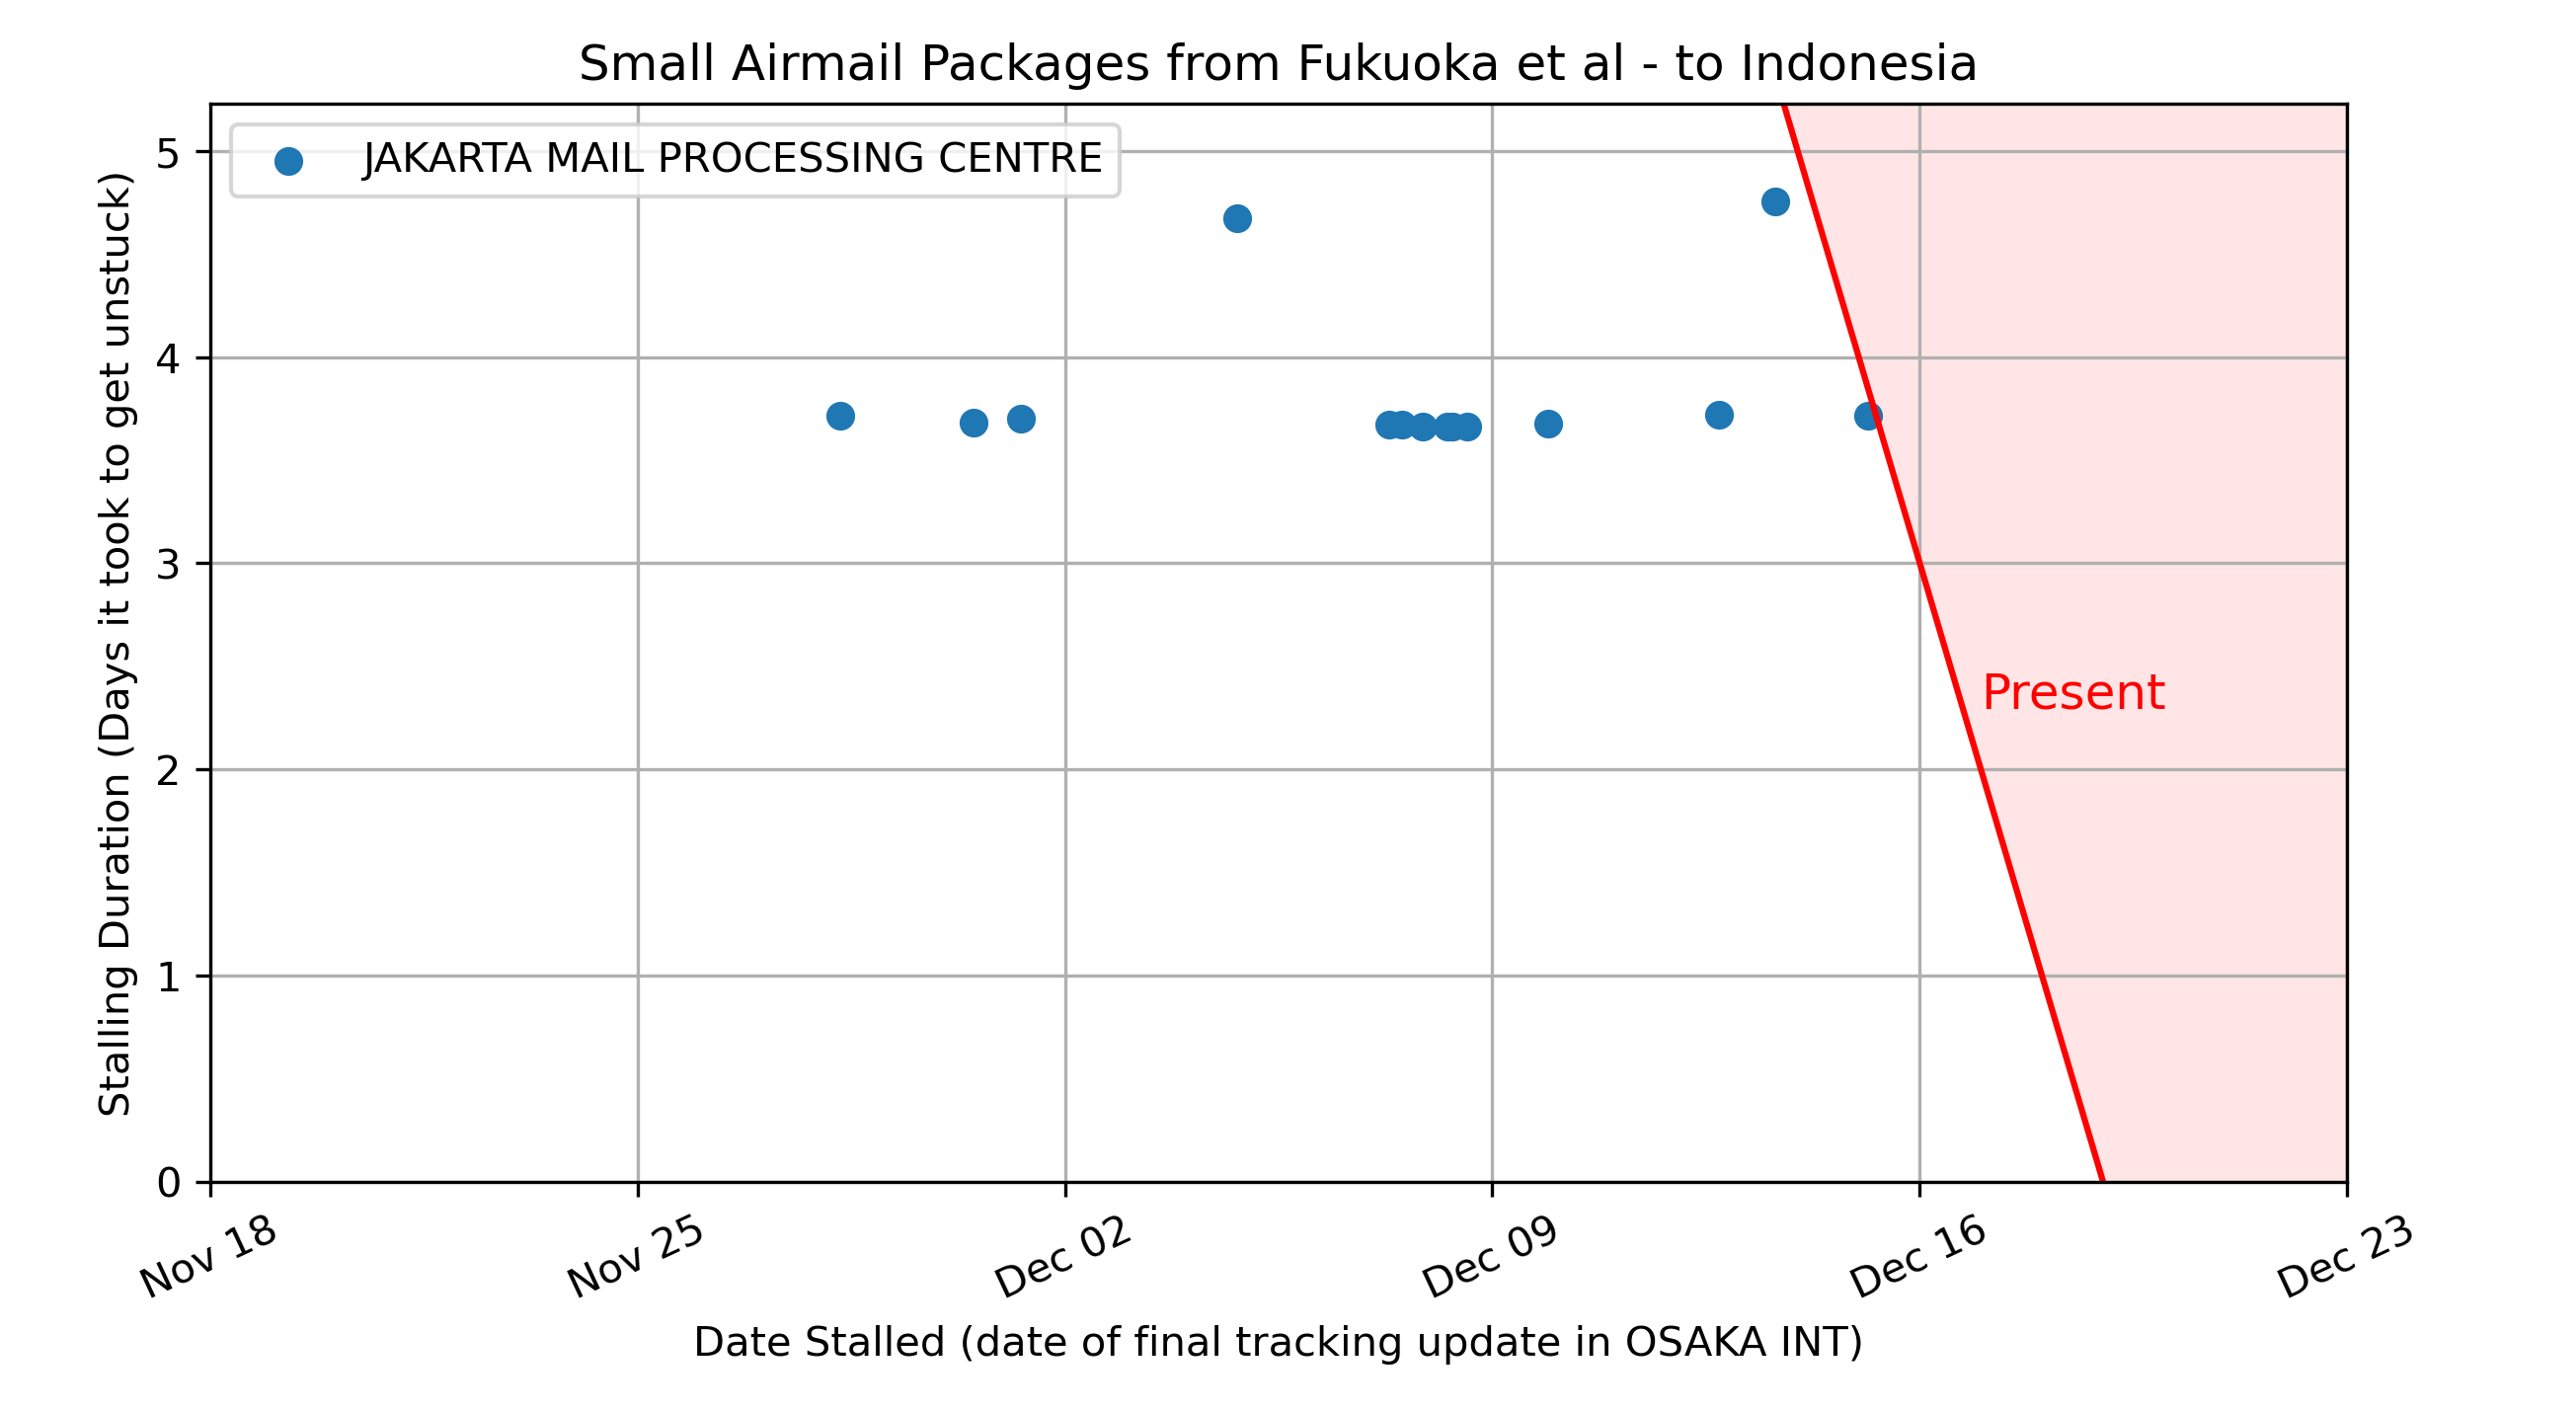 Small Airmail Packages from Fukuoka et al - to Indonesia
JAKARTA MAIL PROCESSING CENTRE
Stalling Duration (Days it took to get unstuck)
5
4
3
2
1
0
Present
Nov 18
Nov 25
Dec 02
Dec 09
Dec 16
Dec 23
Date Stalled (date of final tracking update in OSAKA INT)